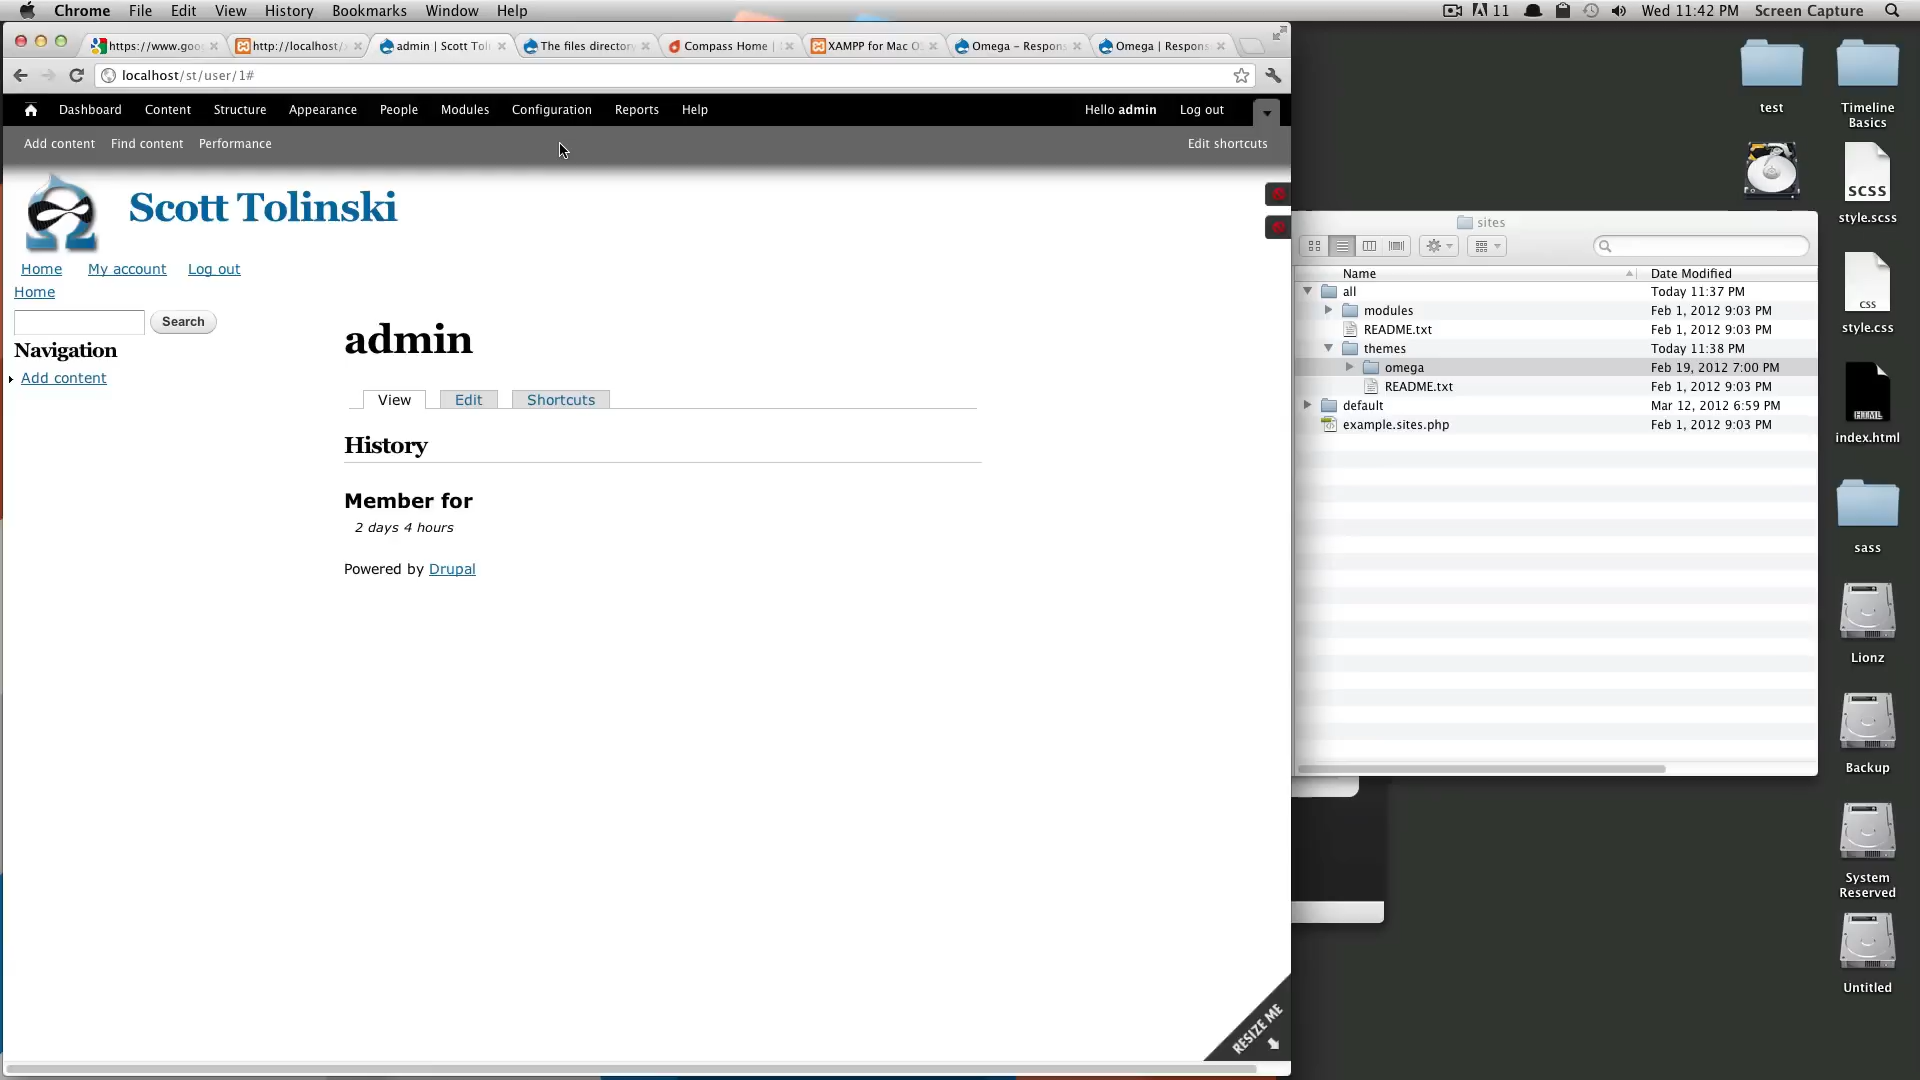 Chrome File Edit View History Bookmarks Window Help
11 Wed 11:42 PM Screen Capture
https://www.goo
http://localhost/
admin | Scott Tol
The files director
Compass Home |
XAMPP for Mac O
Omega – Respons
Omega | Respons
localhost/st/user/1#
Dashboard Content Structure Appearance People Modules Configuration Reports Help
Hello admin Log out
Add content Find content Performance
Edit shortcuts
Scott Tolinski
Home My account Log out
Home
Search
Navigation
Add content
admin
View Edit Shortcuts
History
Member for
2 days 4 hours
Powered by Drupal
RESIZE ME
sites
Name Date Modified
all Today 11:37 PM
modules Feb 1, 2012 9:03 PM
README.txt Feb 1, 2012 9:03 PM
themes Today 11:38 PM
omega Feb 19, 2012 7:00 PM
README.txt Feb 1, 2012 9:03 PM
default Mar 12, 2012 6:59 PM
example.sites.php Feb 1, 2012 9:03 PM
test
Timeline
Basics
SCSS
style.scss
css
style.css
HTML
index.html
sass
Lionz
Backup
System
Reserved
Untitled